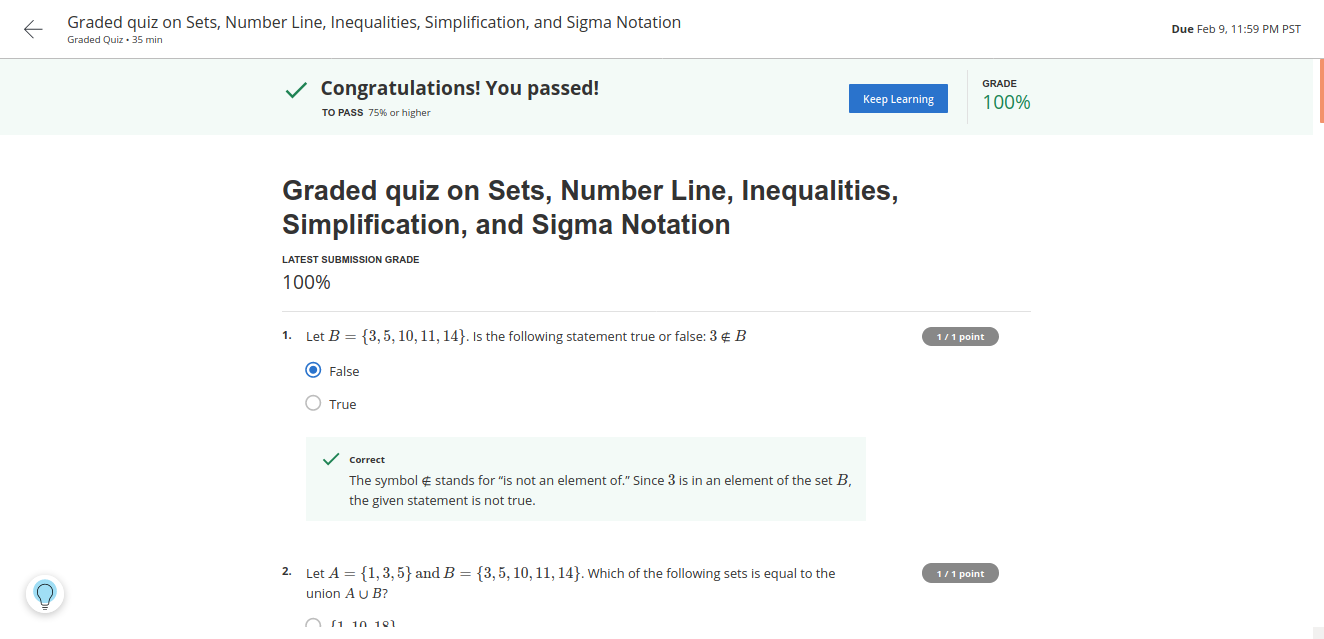 Graded quiz on Sets, Number Line, Inequalities, Simplification, and Sigma Notation
Graded Quiz • 35 min
Due Feb 9, 11:59 PM PST
Congratulations! You passed!
TO PASS 75% or higher
Keep Learning
GRADE
100%
Graded quiz on Sets, Number Line, Inequalities,
Simplification, and Sigma Notation
LATEST SUBMISSION GRADE
100%
1. Let B = {3, 5, 10, 11, 14}. Is the following statement true or false: 3 ∉ B
1 / 1 point
False
True
Correct
The symbol ∉ stands for “is not an element of.” Since 3 is in an element of the set B,
the given statement is not true.
2. Let A = {1, 3, 5} and B = {3, 5, 10, 11, 14}. Which of the following sets is equal to the
union A ∪ B?
1 / 1 point
{1, 10, 18}